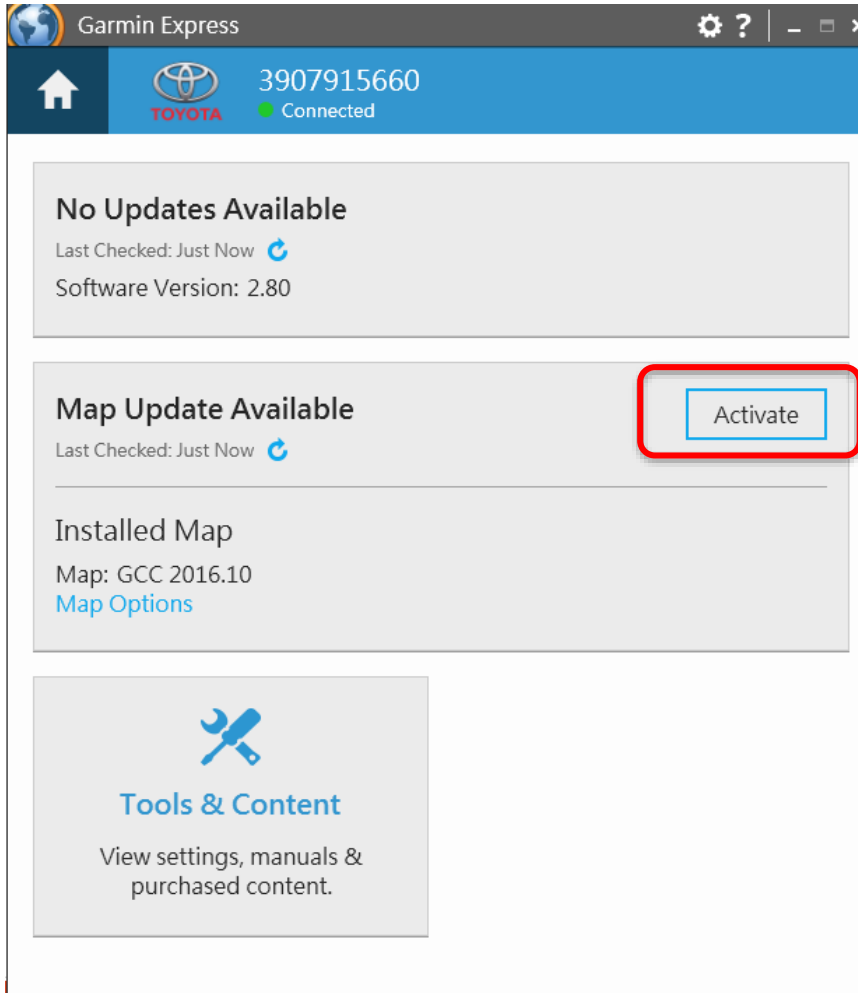 Garmin Express
TOYOTA
3907915660
Connected
No Updates Available
Last Checked: Just Now
Software Version: 2.80
Map Update Available
Activate
Last Checked: Just Now
Installed Map
Map: GCC 2016.10
Map Options
Tools & Content
View settings, manuals &
purchased content.